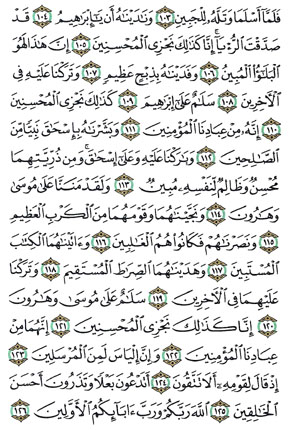 فَلَمَّآ أَسْلَمَا وَتَلَّهُۥ لِلْجَبِينِ ١٠٣ وَنَٰدَيْنَٰهُ أَن يَٰٓإِبْرَٰهِيمُ ١٠٤ قَدْ
صَدَّقْتَ ٱلرُّءْيَآ ۚ إِنَّا كَذَٰلِكَ نَجْزِى ٱلْمُحْسِنِينَ ١٠٥ إِنَّ هَٰذَا لَهُوَ
ٱلْبَلَٰٓؤُا۟ ٱلْمُبِينُ ١٠٦ وَفَدَيْنَٰهُ بِذِبْحٍ عَظِيمٍ ١٠٧ وَتَرَكْنَا عَلَيْهِ فِى
ٱلْءَاخِرِينَ ١٠٨ سَلَٰمٌ عَلَىٰٓ إِبْرَٰهِيمَ ١٠٩ كَذَٰلِكَ نَجْزِى ٱلْمُحْسِنِينَ
١١٠ إِنَّهُۥ مِنْ عِبَادِنَا ٱلْمُؤْمِنِينَ ١١١ وَبَشَّرْنَٰهُ بِإِسْحَٰقَ نَبِيًّا مِّنَ
ٱلصَّٰلِحِينَ ١١٢ وَبَٰرَكْنَا عَلَيْهِ وَعَلَىٰٓ إِسْحَٰقَ ۚ وَمِن ذُرِّيَّتِهِمَا
مُحْسِنٌ وَظَالِمٌ لِّنَفْسِهِۦ مُبِينٌ ١١٣ وَلَقَدْ مَنَنَّا عَلَىٰ مُوسَىٰ
وَهَٰرُونَ ١١٤ وَنَجَّيْنَٰهُمَا وَقَوْمَهُمَا مِنَ ٱلْكَرْبِ ٱلْعَظِيمِ
١١٥ وَنَصَرْنَٰهُمْ فَكَانُوا۟ هُمُ ٱلْغَٰلِبِينَ ١١٦ وَءَاتَيْنَٰهُمَا ٱلْكِتَٰبَ
ٱلْمُسْتَبِينَ ١١٧ وَهَدَيْنَٰهُمَا ٱلصِّرَٰطَ ٱلْمُسْتَقِيمَ ١١٨ وَتَرَكْنَا
عَلَيْهِمَا فِى ٱلْءَاخِرِينَ ١١٩ سَلَٰمٌ عَلَىٰ مُوسَىٰ وَهَٰرُونَ
١٢٠ إِنَّا كَذَٰلِكَ نَجْزِى ٱلْمُحْسِنِينَ ١٢١ إِنَّهُمَا مِنْ
عِبَادِنَا ٱلْمُؤْمِنِينَ ١٢٢ وَإِنَّ إِلْيَاسَ لَمِنَ ٱلْمُرْسَلِينَ ١٢٣
إِذْ قَالَ لِقَوْمِهِۦٓ أَلَا تَتَّقُونَ ١٢٤ أَتَدْعُونَ بَعْلًا وَتَذَرُونَ أَحْسَنَ
ٱلْخَٰلِقِينَ ١٢٥ ٱللَّهَ رَبَّكُمْ وَرَبَّ ءَابَآئِكُمُ ٱلْأَوَّلِينَ ١٢٦